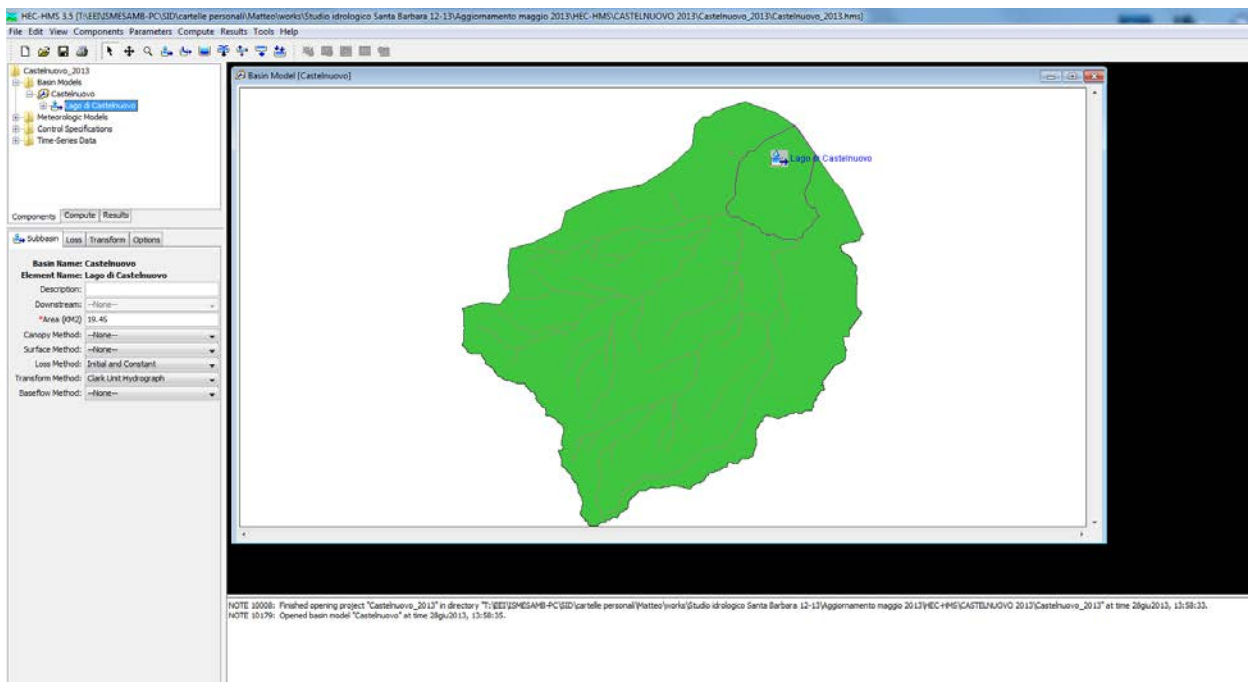 HEC-HMS 3.5 [T:\EEI\ISMESAMB-PC\SID\cartelle personali\Matteo\works\Studio idrologico Santa Barbara 12-13\Aggiornamento maggio 2013\HEC-HMS\CASTELNUOVO 2013\Castelnuovo_2013\Castelnuovo_2013.hms]
File Edit View Components Parameters Compute Results Tools Help
Castelnuovo_2013
Basin Models
Castelnuovo
Lago di Castelnuovo
Meteorologic Models
Control Specifications
Time-Series Data
Components Compute Results
Subbasin Loss Transform Options
Basin Name: Castelnuovo
Element Name: Lago di Castelnuovo
Description:
Downstream: --None--
*Area (KM2) 19.45
Canopy Method: --None--
Surface Method: --None--
Loss Method: Initial and Constant
Transform Method: Clark Unit Hydrograph
Baseflow Method: --None--
Basin Model [Castelnuovo]
Lago di Castelnuovo
NOTE 10008: Finished opening project "Castelnuovo_2013" in directory "T:\EEI\ISMESAMB-PC\SID\cartelle personali\Matteo\works\Studio idrologico Santa Barbara 12-13\Aggiornamento maggio 2013\HEC-HMS\CASTELNUOVO 2013\Castelnuovo_2013" at time 28giu2013, 13:58:33.
NOTE 10179: Opened basin model "Castelnuovo" at time 28giu2013, 13:58:35.